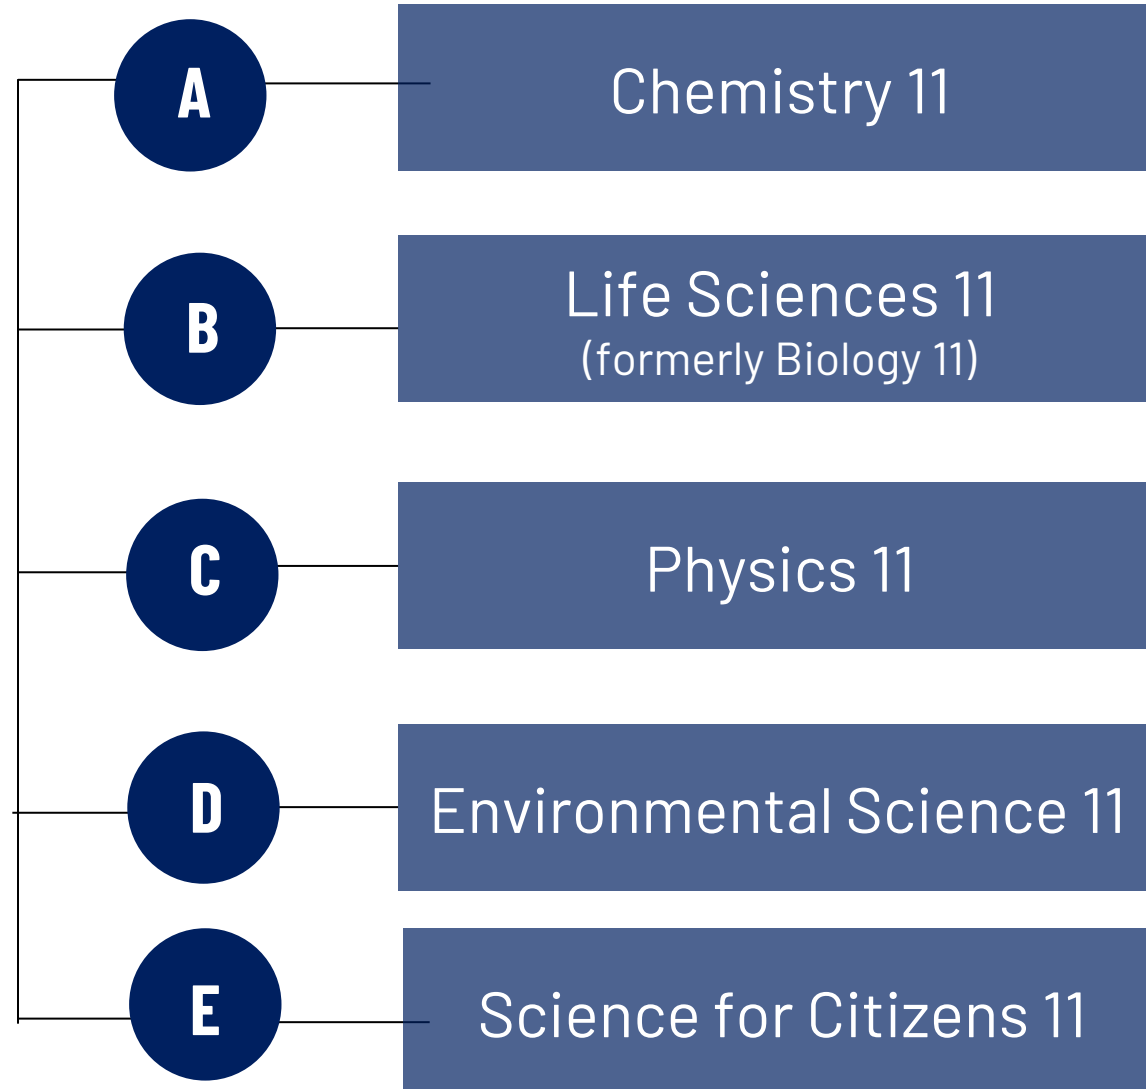 A
Chemistry 11
B
Life Sciences 11
(formerly Biology 11)
C
Physics 11
D
Environmental Science 11
E
Science for Citizens 11